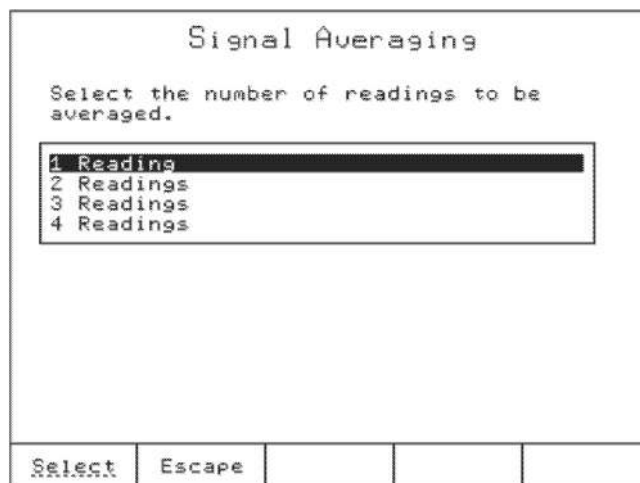 Signal Averaging
Select the number of readings to be
averaged.
1 Reading
2 Readings
3 Readings
4 Readings
Select
Escape